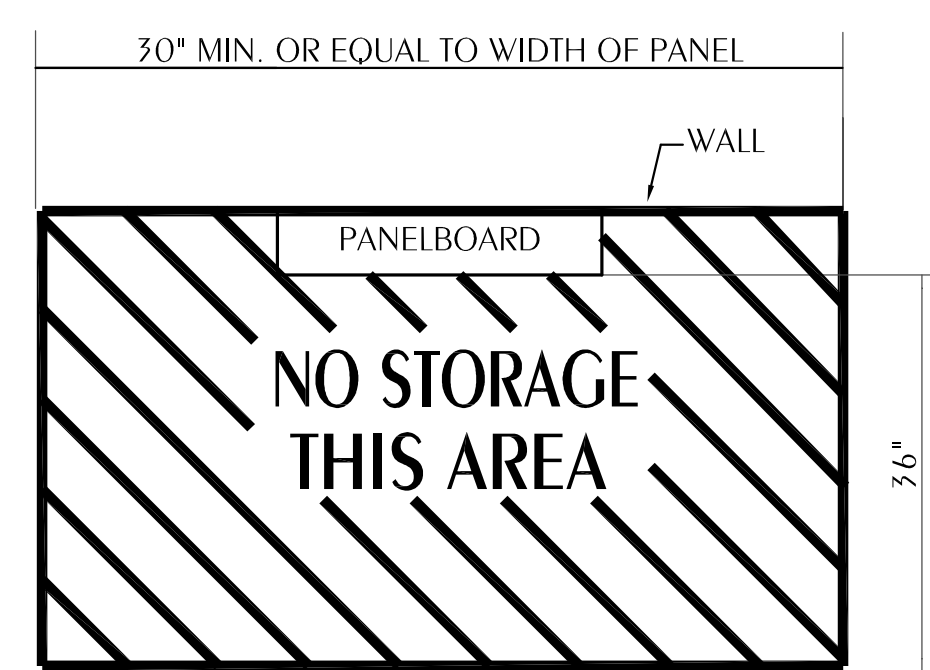 30" MIN. OR EQUAL TO WIDTH OF PANEL
WALL
PANELBOARD
NO STORAGE
THIS AREA
36"